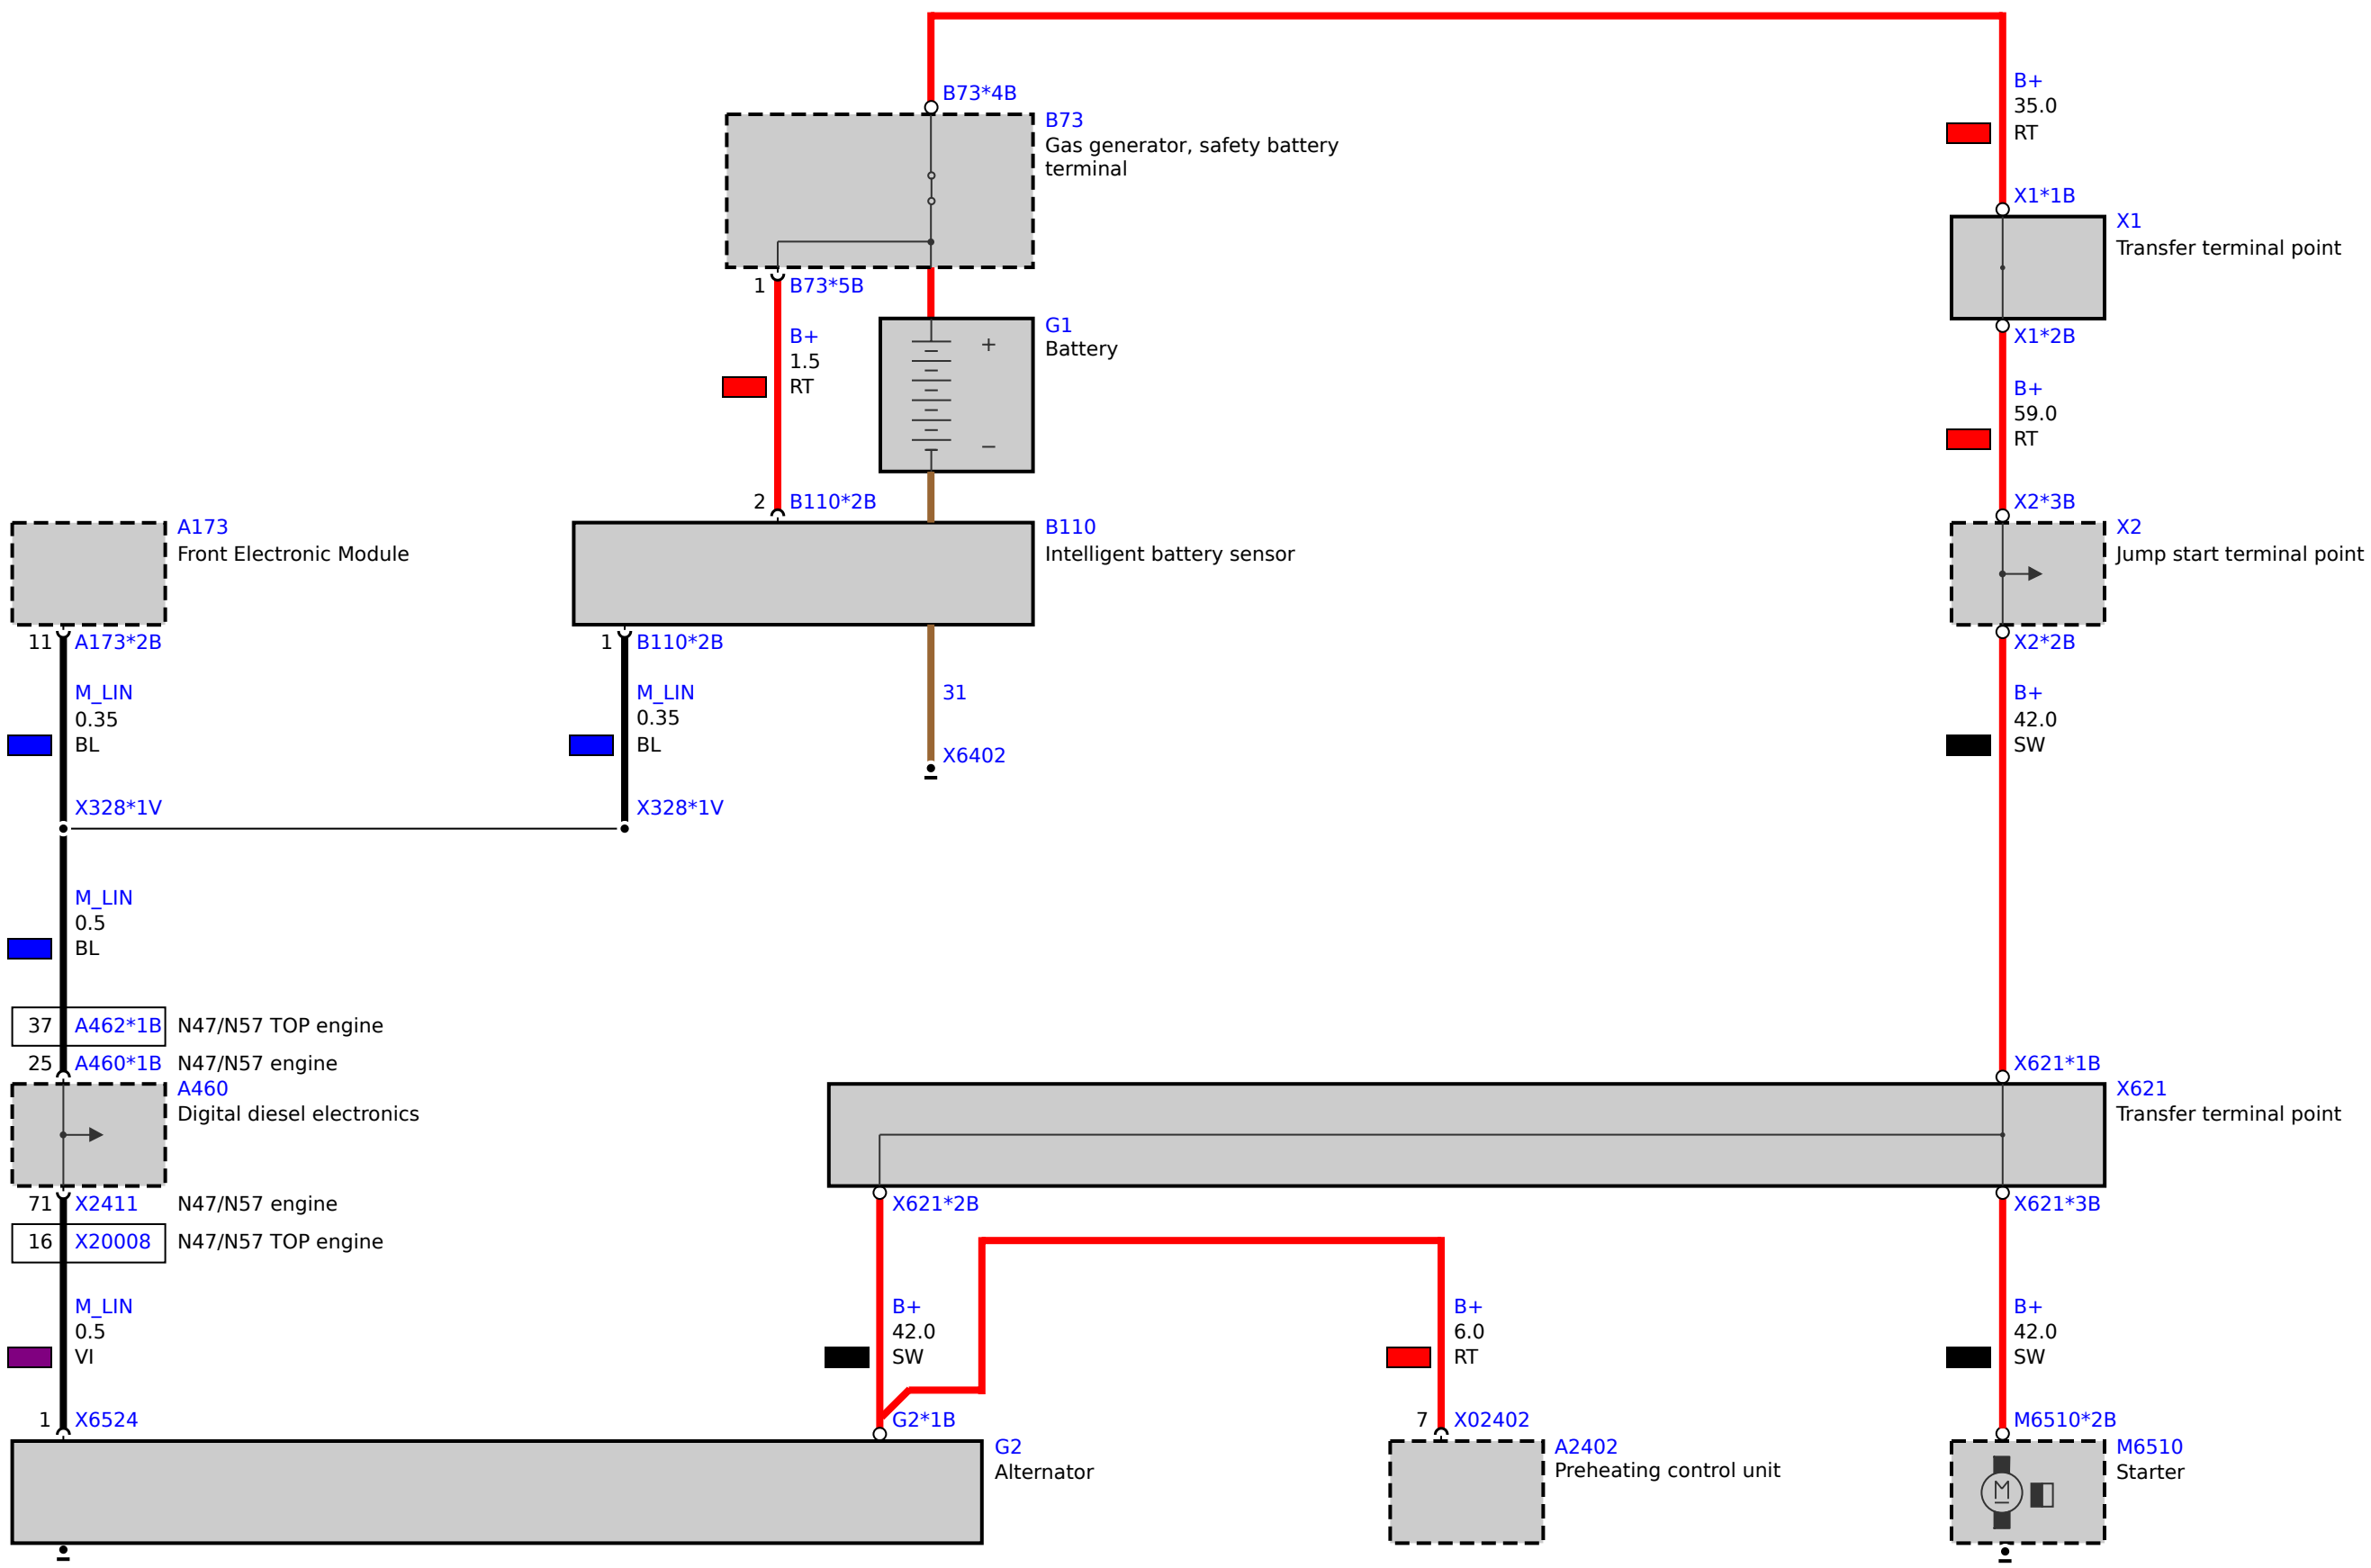 B73*4B
B73
Gas generator, safety battery
terminal
1 B73*5B
B+
1.5
RT
G1
Battery
+
−
2 B110*2B
B110
Intelligent battery sensor
A173
Front Electronic Module
11 A173*2B
M_LIN
0.35
BL
X328*1V
1 B110*2B
M_LIN
0.35
BL
X328*1V
31
X6402
M_LIN
0.5
BL
37 A462*1B N47/N57 TOP engine
25 A460*1B N47/N57 engine
A460
Digital diesel electronics
71 X2411 N47/N57 engine
16 X20008 N47/N57 TOP engine
M_LIN
0.5
VI
1 X6524
B+
35.0
RT
X1*1B
X1
Transfer terminal point
X1*2B
B+
59.0
RT
X2*3B
X2
Jump start terminal point
X2*2B
B+
42.0
SW
X621*1B
X621
Transfer terminal point
X621*2B
X621*3B
B+
42.0
SW
G2*1B
G2
Alternator
B+
6.0
RT
7 X02402
A2402
Preheating control unit
B+
42.0
SW
M6510*2B
M6510
Starter
M